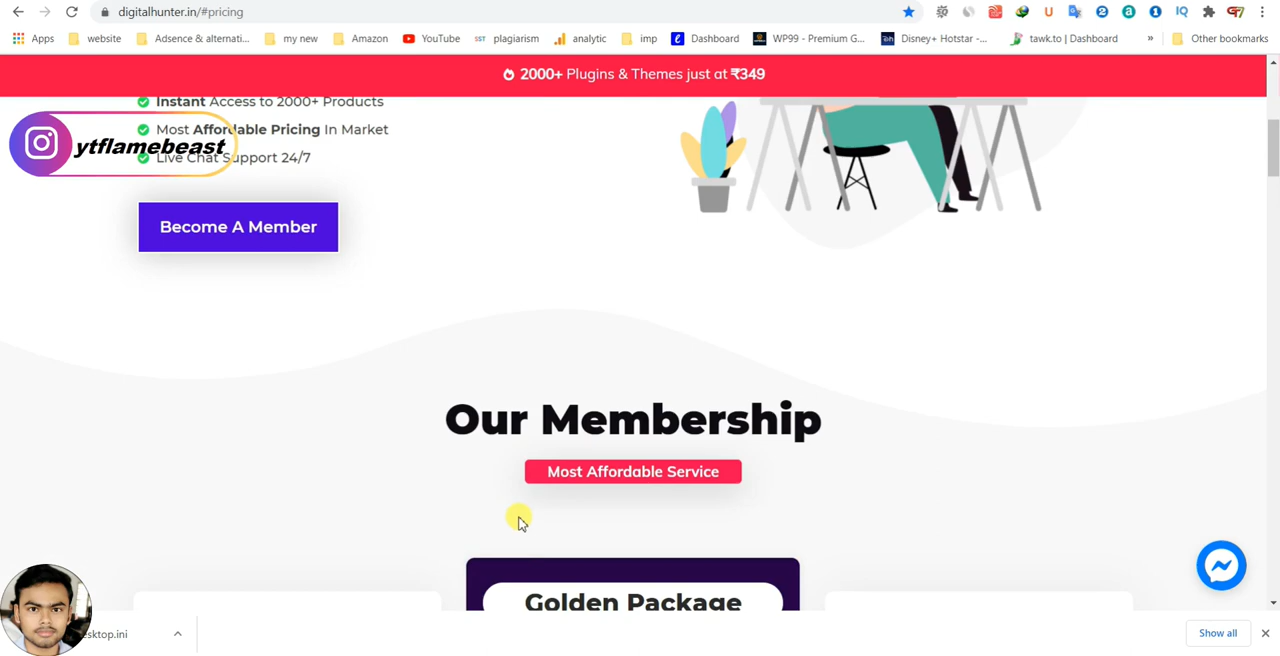 digitalhunter.in/#pricing
Apps website Adsence & alternati... my new Amazon YouTube plagiarism analytic imp Dashboard WP99 - Premium G... Disney+ Hotstar -... tawk.to | Dashboard » Other bookmarks
2000+ Plugins & Themes just at ₹349
Instant Access to 2000+ Products
Most Affordable Pricing In Market
ytflamebeast
Live Chat Support 24/7
Become A Member
Our Membership
Most Affordable Service
Golden Package
esktop.ini
Show all